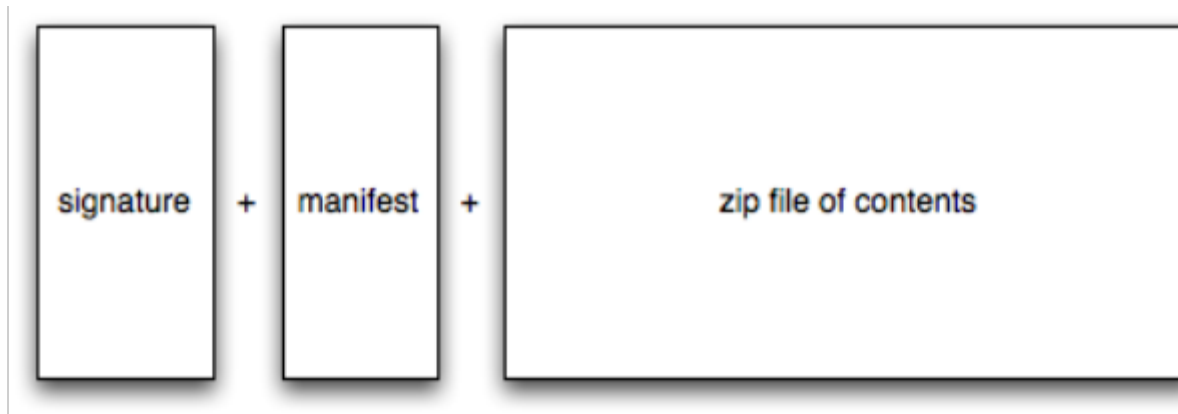 signature + manifest + zip file of contents